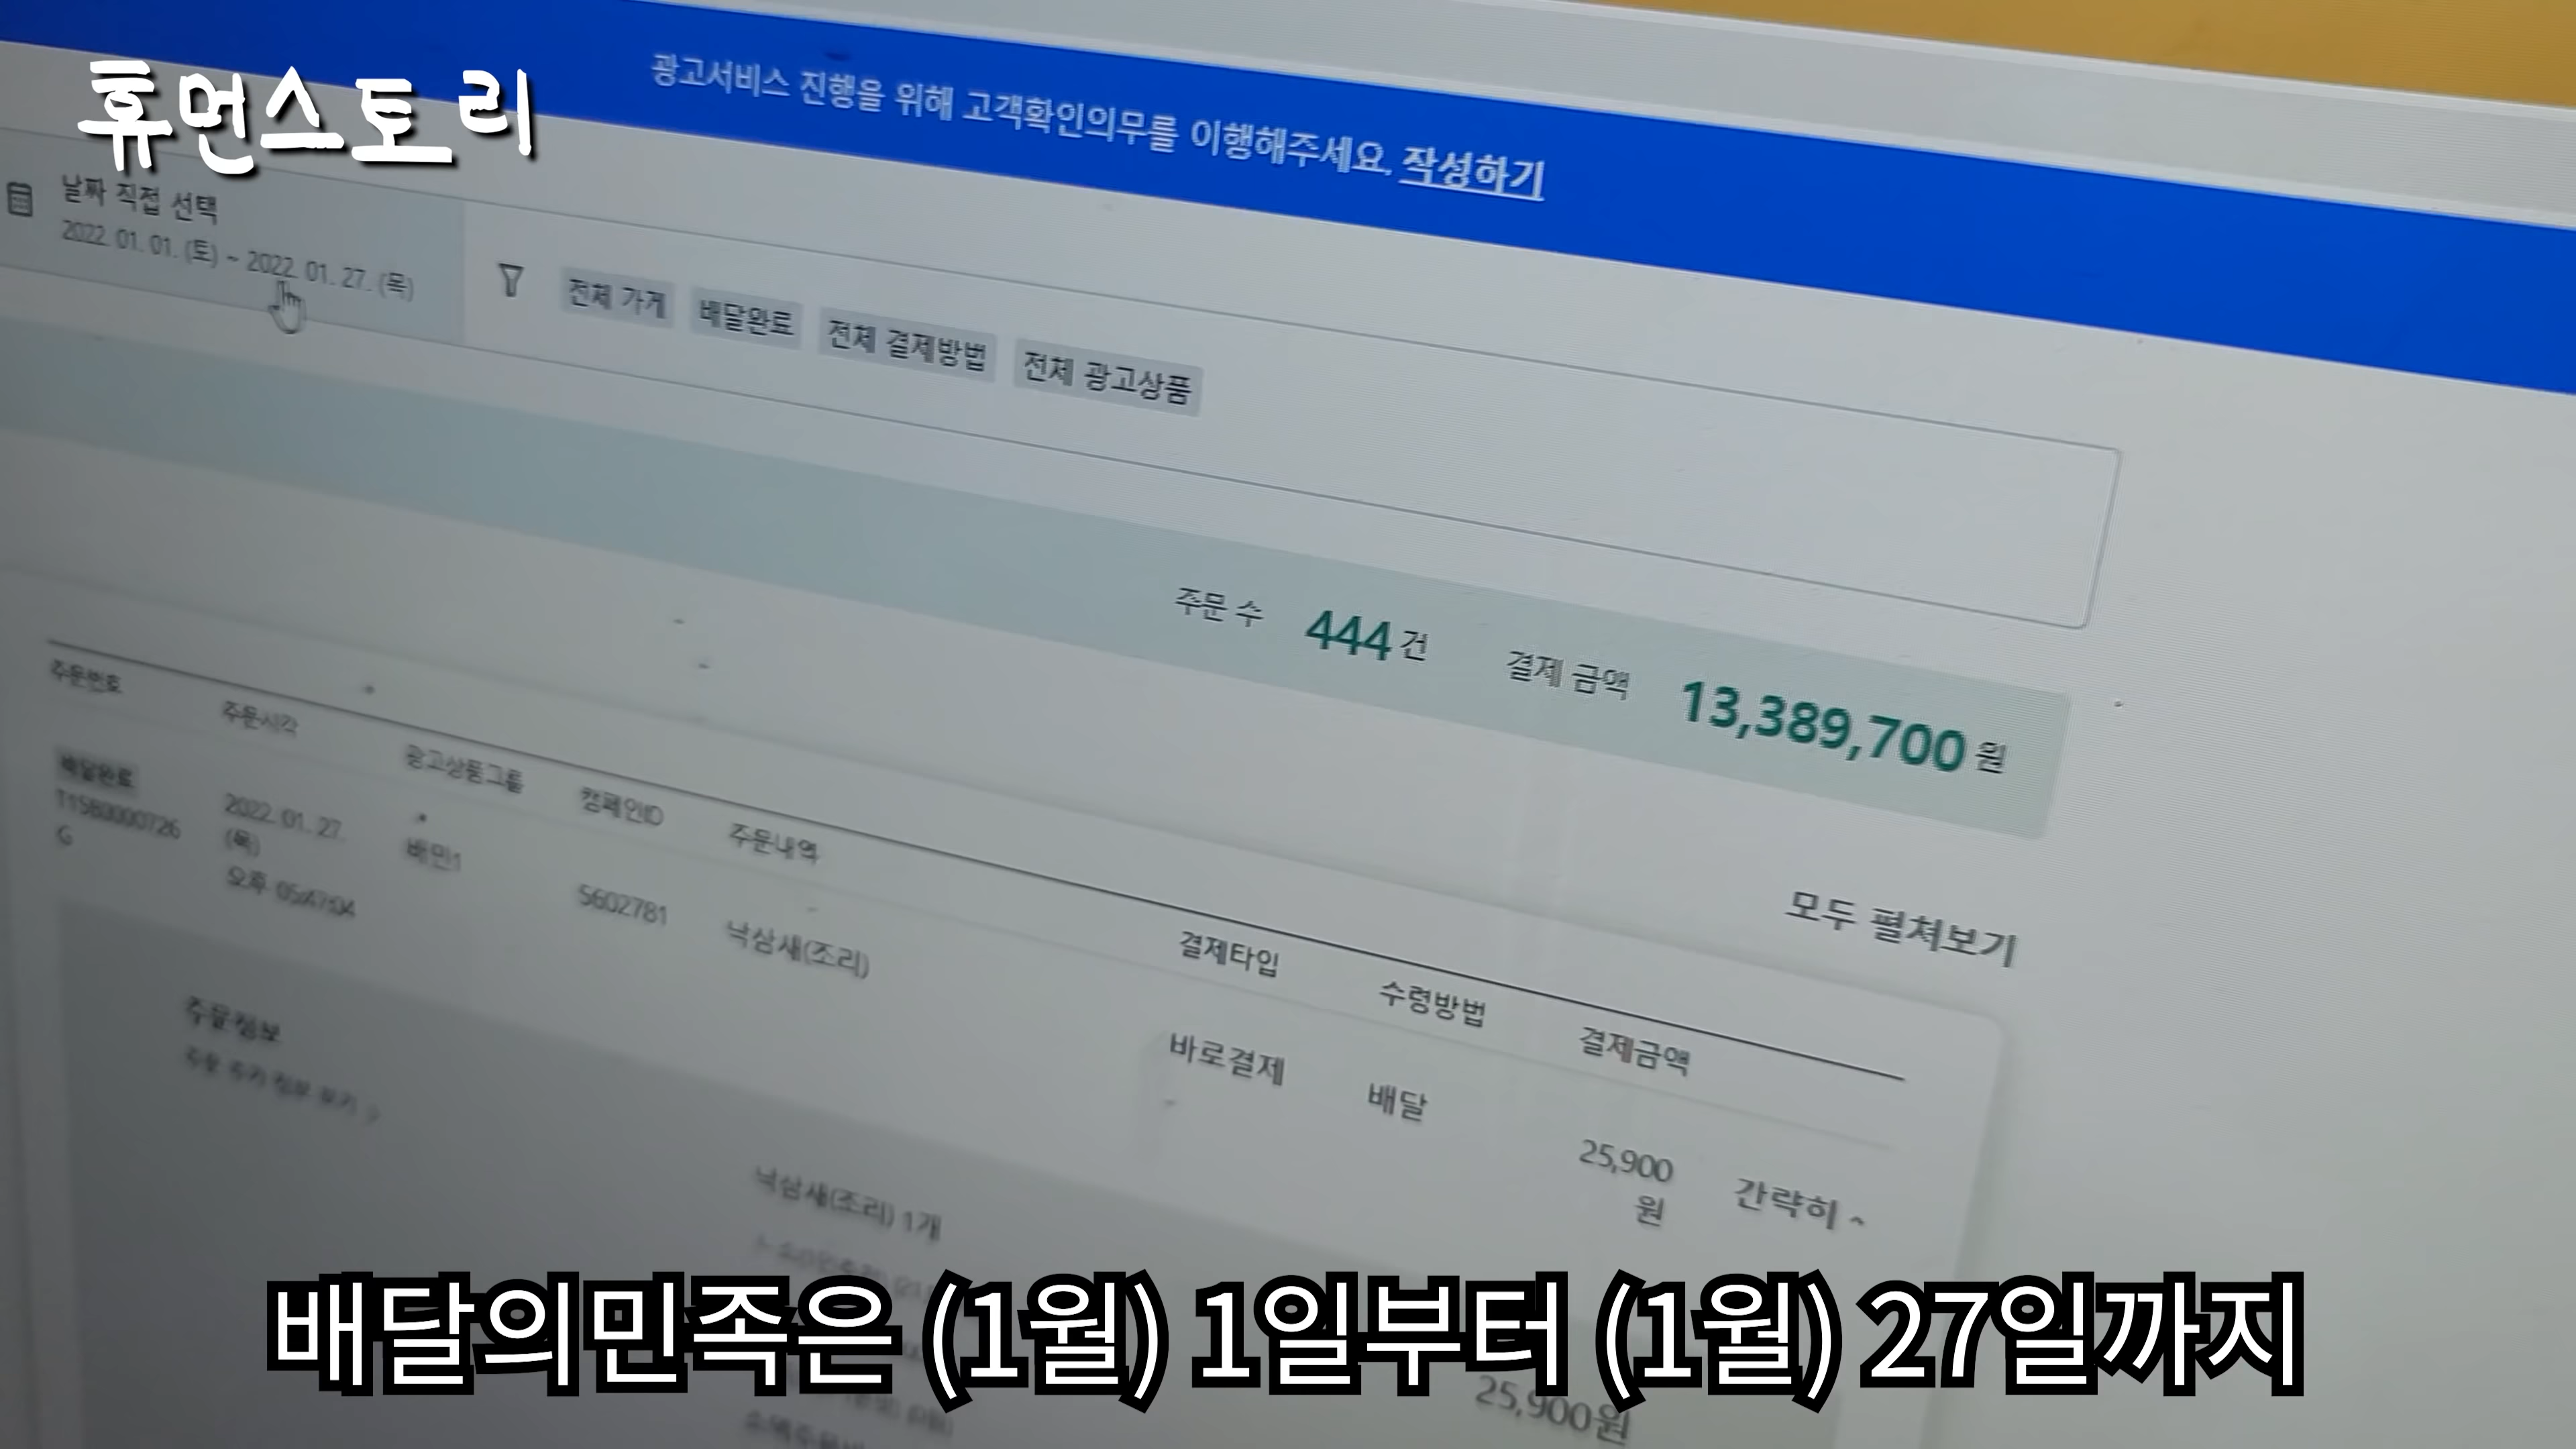 휴먼스토리
광고서비스 진행을 위해 고객확인의무를 이행해주세요. 작성하기
날짜 직접 선택
2022. 01. 01. (토) ~ 2022. 01. 27. (목)
전체 가게 배달완료 전체 결제방법 전체 광고상품
주문 수 444 건 결제 금액 13,389,700 원
모두 펼쳐보기
주문번호 주문시각 광고상품그룹 캠페인ID 주문내역 결제타입 수령방법 결제금액
배달완료
2022. 01. 27.
(목)
오후 05:47:04
배민1
5602781
낙삼새(조리)
바로결제
배달
25,900
원
간략히
주문정보
낙삼새(조리) 1개
25,900원
배달의민족은 (1월) 1일부터 (1월) 27일까지